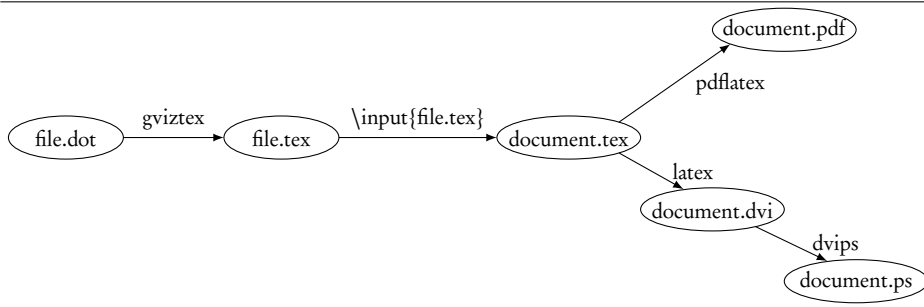 document.pdf
pdflatex
gviztex
\input{file.tex}
file.dot
file.tex
document.tex
latex
document.dvi
dvips
document.ps